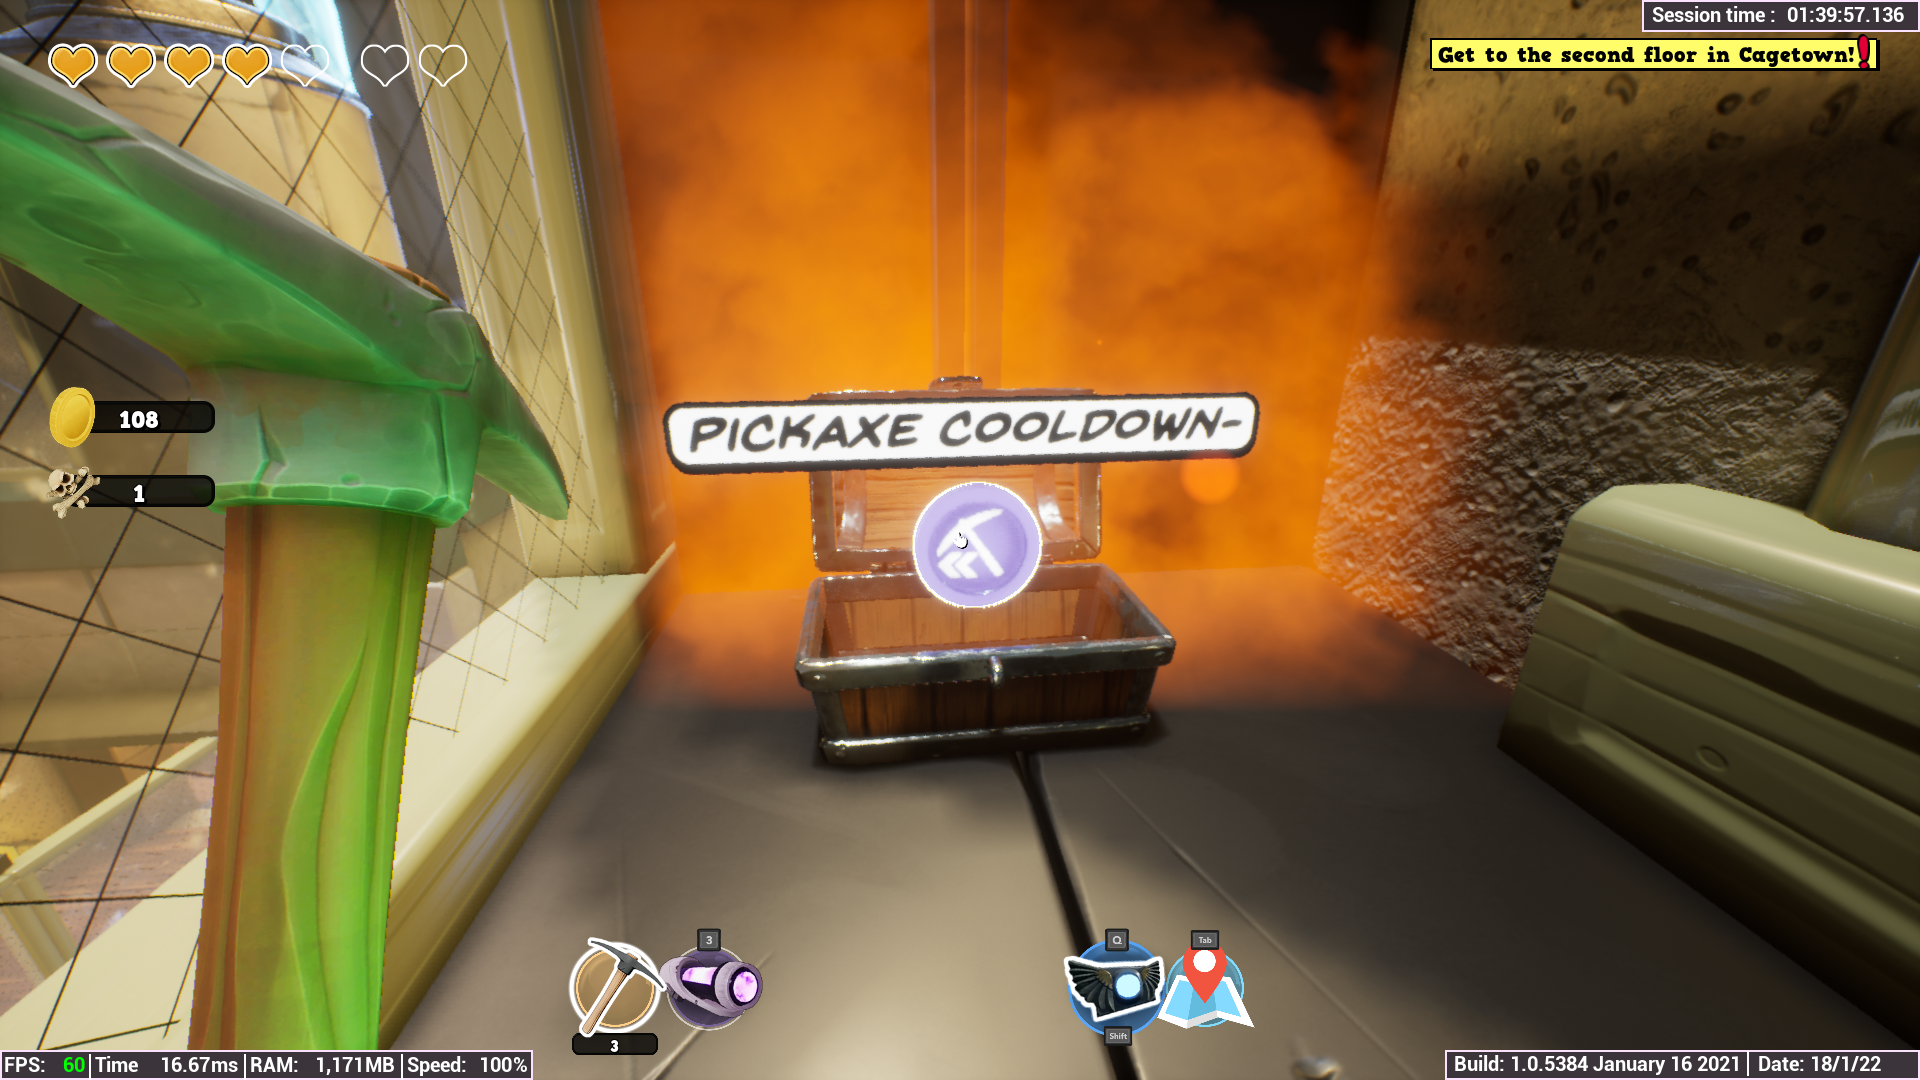 Session time : 01:39:57.136
Get to the second floor in Cagetown!
108
1
PICKAXE COOLDOWN-
3
Q
Tab
Shift
3
FPS: 60 Time 16.67ms RAM: 1,171MB Speed: 100%
Build: 1.0.5384 January 16 2021 Date: 18/1/22